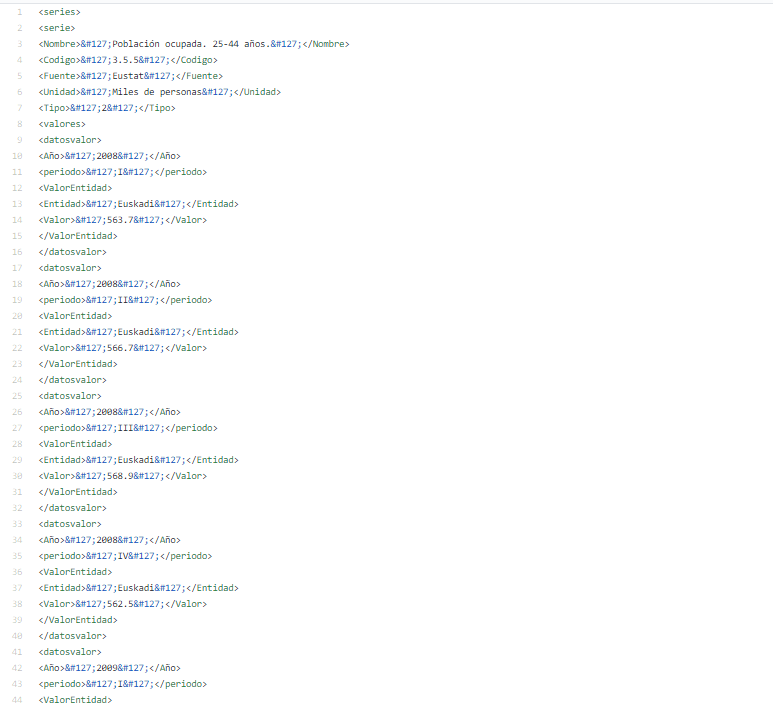 1 <series>
2 <serie>
3 <Nombre>&#127;Población ocupada. 25-44 años.&#127;</Nombre>
4 <Codigo>&#127;3.5.5&#127;</Codigo>
5 <Fuente>&#127;Eustat&#127;</Fuente>
6 <Unidad>&#127;Miles de personas&#127;</Unidad>
7 <Tipo>&#127;2&#127;</Tipo>
8 <valores>
9 <datosvalor>
10 <Año>&#127;2008&#127;</Año>
11 <periodo>&#127;I&#127;</periodo>
12 <ValorEntidad>
13 <Entidad>&#127;Euskadi&#127;</Entidad>
14 <Valor>&#127;563.7&#127;</Valor>
15 </ValorEntidad>
16 </datosvalor>
17 <datosvalor>
18 <Año>&#127;2008&#127;</Año>
19 <periodo>&#127;II&#127;</periodo>
20 <ValorEntidad>
21 <Entidad>&#127;Euskadi&#127;</Entidad>
22 <Valor>&#127;566.7&#127;</Valor>
23 </ValorEntidad>
24 </datosvalor>
25 <datosvalor>
26 <Año>&#127;2008&#127;</Año>
27 <periodo>&#127;III&#127;</periodo>
28 <ValorEntidad>
29 <Entidad>&#127;Euskadi&#127;</Entidad>
30 <Valor>&#127;568.9&#127;</Valor>
31 </ValorEntidad>
32 </datosvalor>
33 <datosvalor>
34 <Año>&#127;2008&#127;</Año>
35 <periodo>&#127;IV&#127;</periodo>
36 <ValorEntidad>
37 <Entidad>&#127;Euskadi&#127;</Entidad>
38 <Valor>&#127;562.5&#127;</Valor>
39 </ValorEntidad>
40 </datosvalor>
41 <datosvalor>
42 <Año>&#127;2009&#127;</Año>
43 <periodo>&#127;I&#127;</periodo>
44 <ValorEntidad>